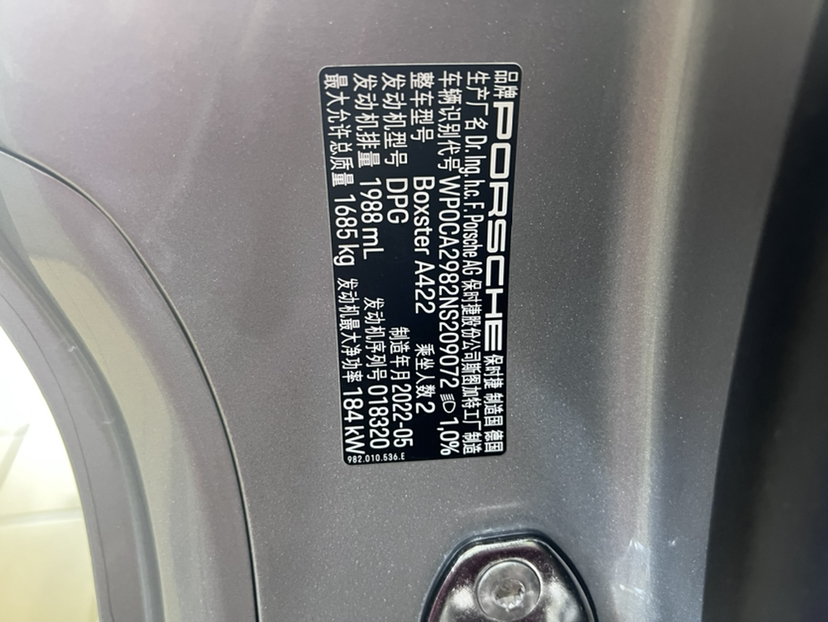 品牌 PORSCHE 保时捷 制造国 德国
生产厂名 Dr. Ing. h.c. F. Porsche AG 保时捷股份公司斯图加特工厂 制造
车辆识别代号 WP0CA2982NS209072 1,0%
整车型号 Boxster A422 乘坐人数 2
发动机型号 DPG 制造年月 2022-05
发动机排量 1988 mL 发动机序列号 018320
最大允许总质量 1685 kg 发动机最大净功率 184 kW
982.010.536.E